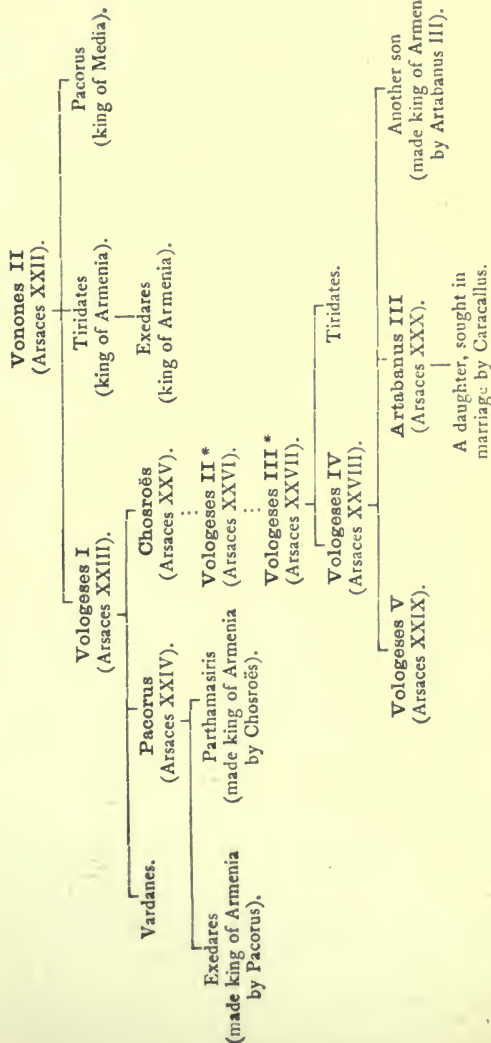 Vonones II
(Arsaces XXII).
Vologeses I
(Arsaces XXIII).
Tiridates
(king of Armenia).
Pacorus
(king of Media).
Exedares
(king of Armenia).
Vardanes.
Pacorus
(Arsaces XXIV).
Chosroës
(Arsaces XXV).
Exedares
(made king of Armenia
by Pacorus).
Parthamasiris
(made king of Armenia
by Chosroës).
Vologeses II *
(Arsaces XXVI).
Vologeses III *
(Arsaces XXVII).
Vologeses IV
(Arsaces XXVIII).
Tiridates.
Vologeses V
(Arsaces XXIX).
Artabanus III
(Arsaces XXX).
Another son
(made king of Armen
by Artabanus III).
A daughter, sought in
marriage by Caracallus.